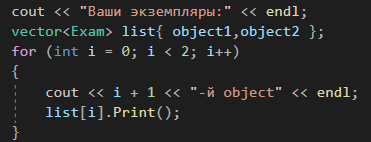 cout << "Ваши экземпляры:" << endl;
vector<Exam> list{ object1,object2 };
for (int i = 0; i < 2; i++)
{
cout << i + 1 << "-й object" << endl;
list[i].Print();
}